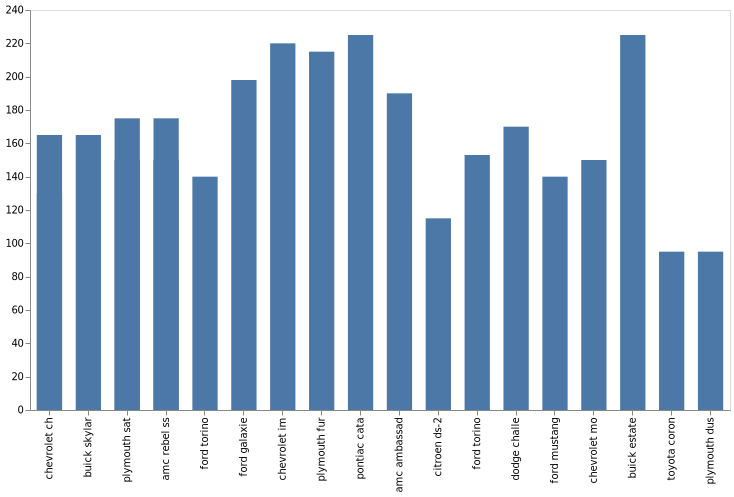 240
220
200
180
160
140
120
100
80
60
40
20
0
chevrolet ch
buick skylar
plymouth sat
amc rebel ss
ford torino
ford galaxie
chevrolet im
plymouth fur
pontiac cata
amc ambassad
citroen ds-2
ford torino
dodge challe
ford mustang
chevrolet mo
buick estate
toyota coron
plymouth dus